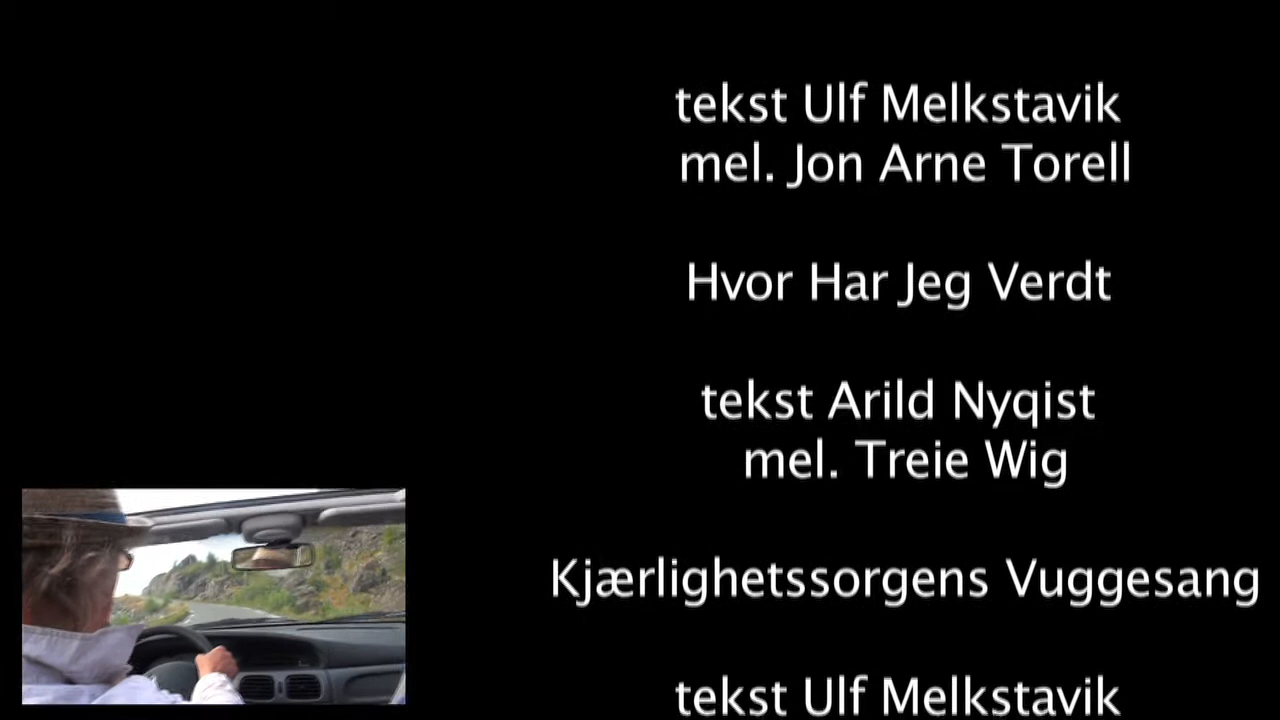 tekst Ulf Melkstavik
mel. Jon Arne Torell
Hvor Har Jeg Verdt
tekst Arild Nyqist
mel. Treie Wig
Kjærlighetssorgens Vuggesang
tekst Ulf Melkstavik